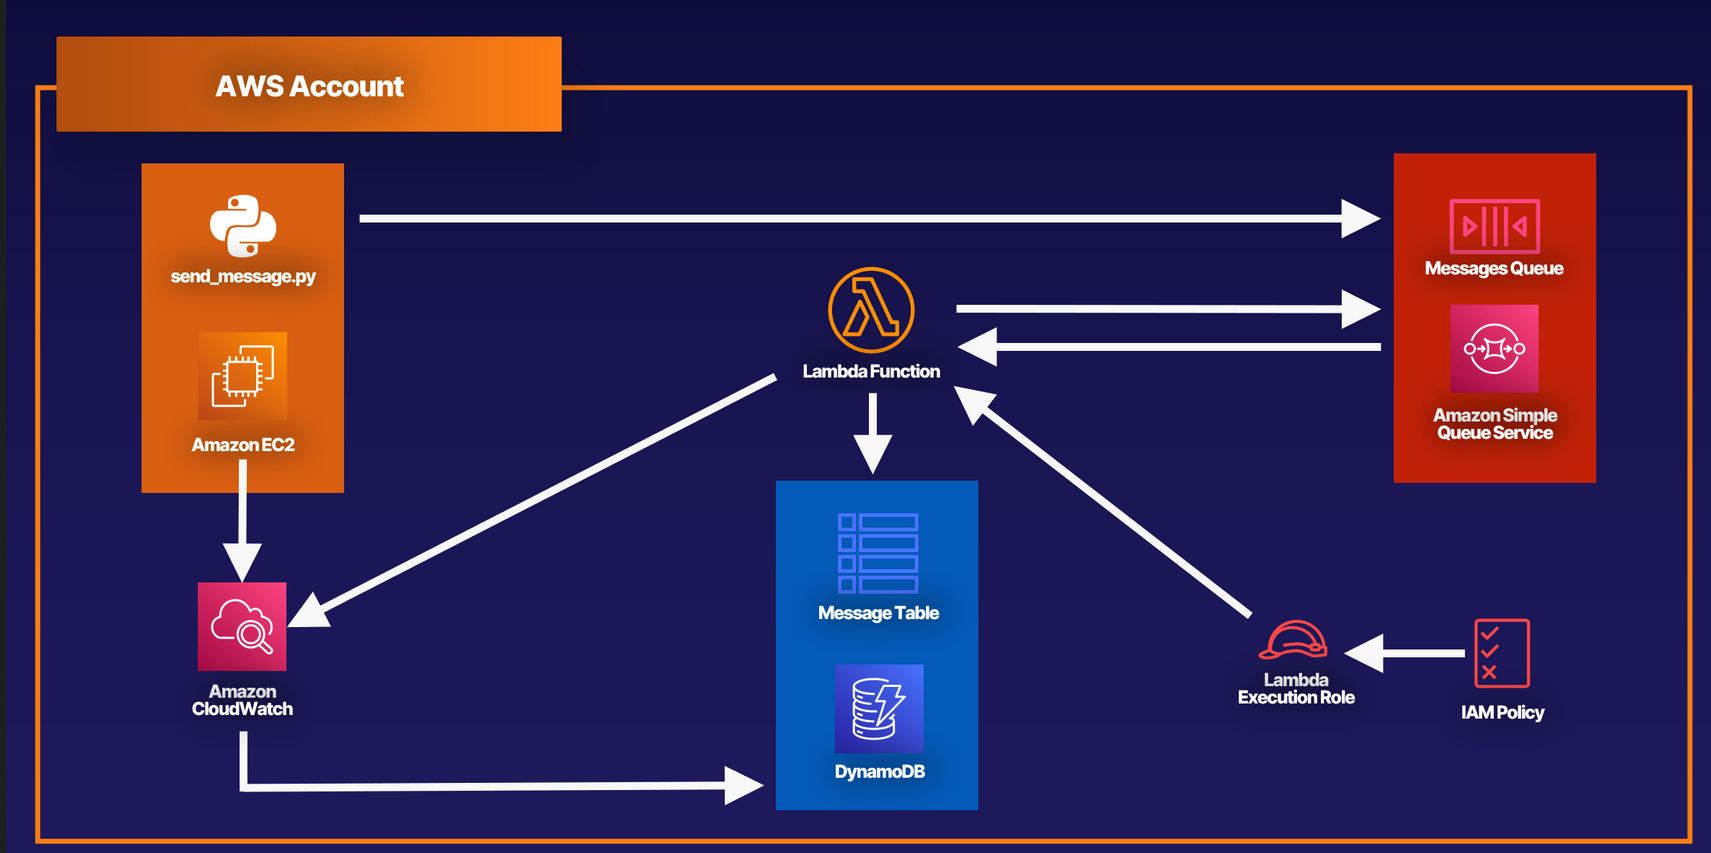 AWS Account
send_message.py
Amazon EC2
Messages Queue
Amazon Simple
Queue Service
Lambda Function
Message Table
DynamoDB
Amazon
CloudWatch
Lambda
Execution Role
IAM Policy